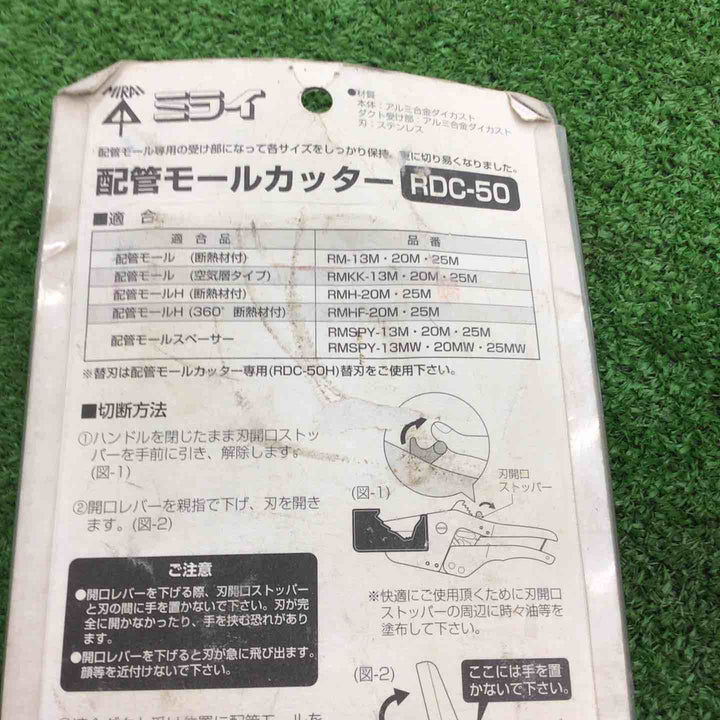 MIRAI
ミライ
●材質
本体：アルミ合金ダイカスト
ダクト受け部：アルミ合金ダイカスト
刃：ステンレス
配管モール専用の受け部になって各サイズをしっかり保持。更に切り易くなりました。
配管モールカッター RDC-50
■適 合
適 合 品 品 番
配管モール (断熱材付) RM-13M・20M・25M
配管モール (空気層タイプ) RMKK-13M・20M・25M
配管モールH (断熱材付) RMH-20M・25M
配管モールH (360°断熱材付) RMHF-20M・25M
配管モールスペーサー RMSPY-13M・20M・25M
RMSPY-13MW・20MW・25MW
※替刃は配管モールカッター専用(RDC-50H)替刃をご使用下さい。
■切断方法
①ハンドルを閉じたまま刃開口ストッ
パーを手前に引き、解除します。
(図-1)
②開口レバーを親指で下げ、刃を開き
ます。(図-2)
ご注意
●開口レバーを下げる際、刃開口ストッパー
と刃の間に手を置かないで下さい。刃が完
全に開かなかったり、手を挟む恐れがあり
ます。
●開口レバーを下げると刃が急に飛び出ます。
顔等を近付けないで下さい。
(図-1)
刃開口
ストッパー
※快適にご使用頂くために刃開口
ストッパーの周辺に時々油等を
塗布して下さい。
(図-2)
ここには手を置
かないで下さい。